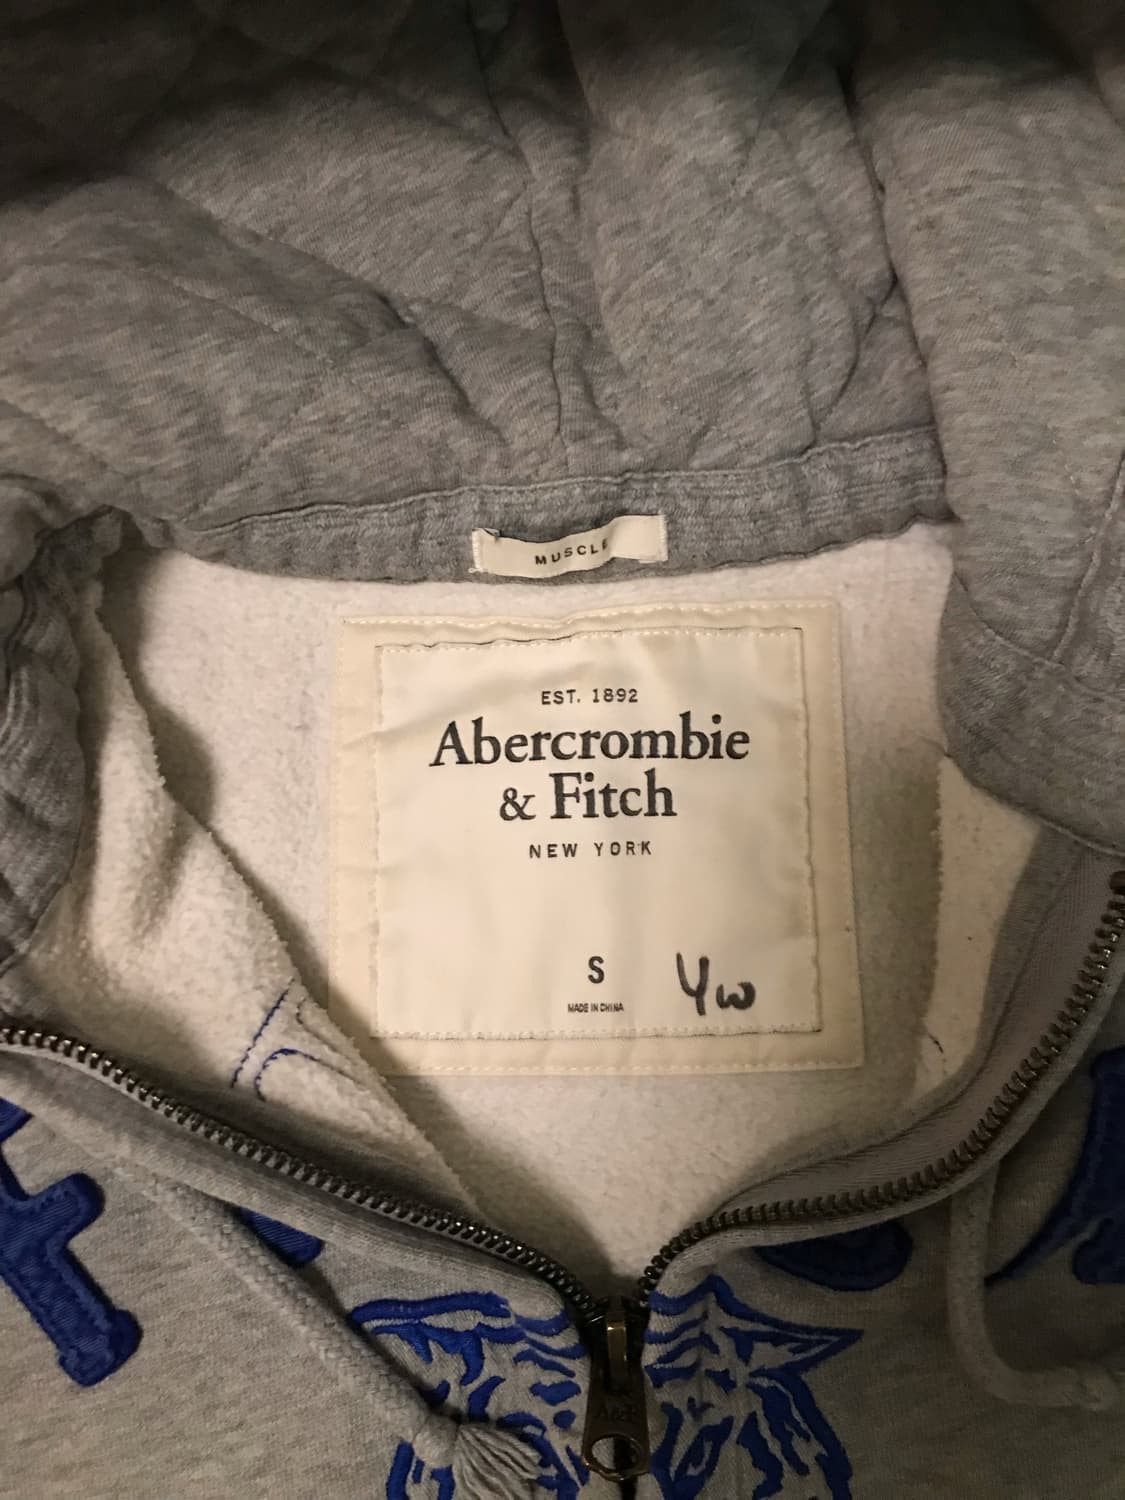 MUSCLE
EST. 1892
Abercrombie
& Fitch
NEW YORK
S
Yw
MADE IN CHINA
A&F